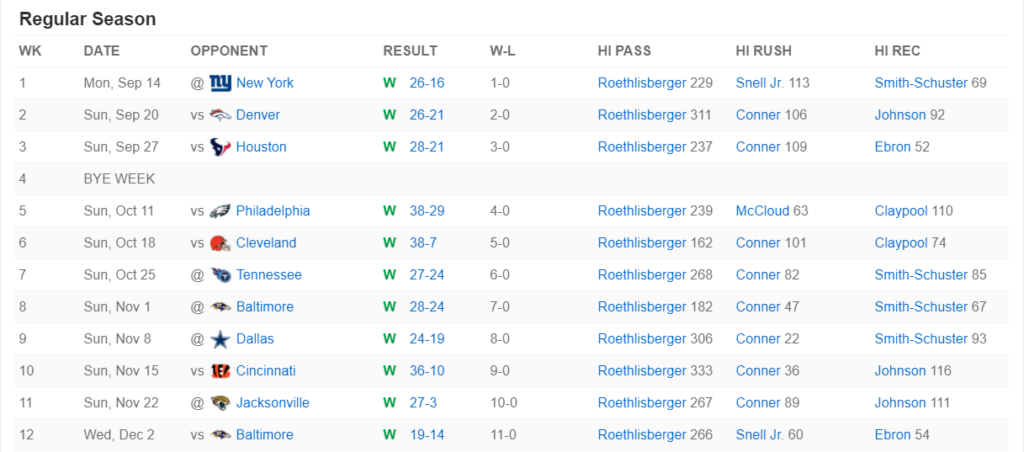 Regular Season
WK DATE OPPONENT RESULT W-L HI PASS HI RUSH HI REC
1 Mon, Sep 14 @ ny New York W 26-16 1-0 Roethlisberger 229 Snell Jr. 113 Smith-Schuster 69
2 Sun, Sep 20 vs Denver W 26-21 2-0 Roethlisberger 311 Conner 106 Johnson 92
3 Sun, Sep 27 vs Houston W 28-21 3-0 Roethlisberger 237 Conner 109 Ebron 52
4 BYE WEEK
5 Sun, Oct 11 vs Philadelphia W 38-29 4-0 Roethlisberger 239 McCloud 63 Claypool 110
6 Sun, Oct 18 vs Cleveland W 38-7 5-0 Roethlisberger 162 Conner 101 Claypool 74
7 Sun, Oct 25 @ Tennessee W 27-24 6-0 Roethlisberger 268 Conner 82 Smith-Schuster 85
8 Sun, Nov 1 @ Baltimore W 28-24 7-0 Roethlisberger 182 Conner 47 Smith-Schuster 67
9 Sun, Nov 8 @ Dallas W 24-19 8-0 Roethlisberger 306 Conner 22 Smith-Schuster 93
10 Sun, Nov 15 vs Cincinnati W 36-10 9-0 Roethlisberger 333 Conner 36 Johnson 116
11 Sun, Nov 22 @ Jacksonville W 27-3 10-0 Roethlisberger 267 Conner 89 Johnson 111
12 Wed, Dec 2 vs Baltimore W 19-14 11-0 Roethlisberger 266 Snell Jr. 60 Ebron 54